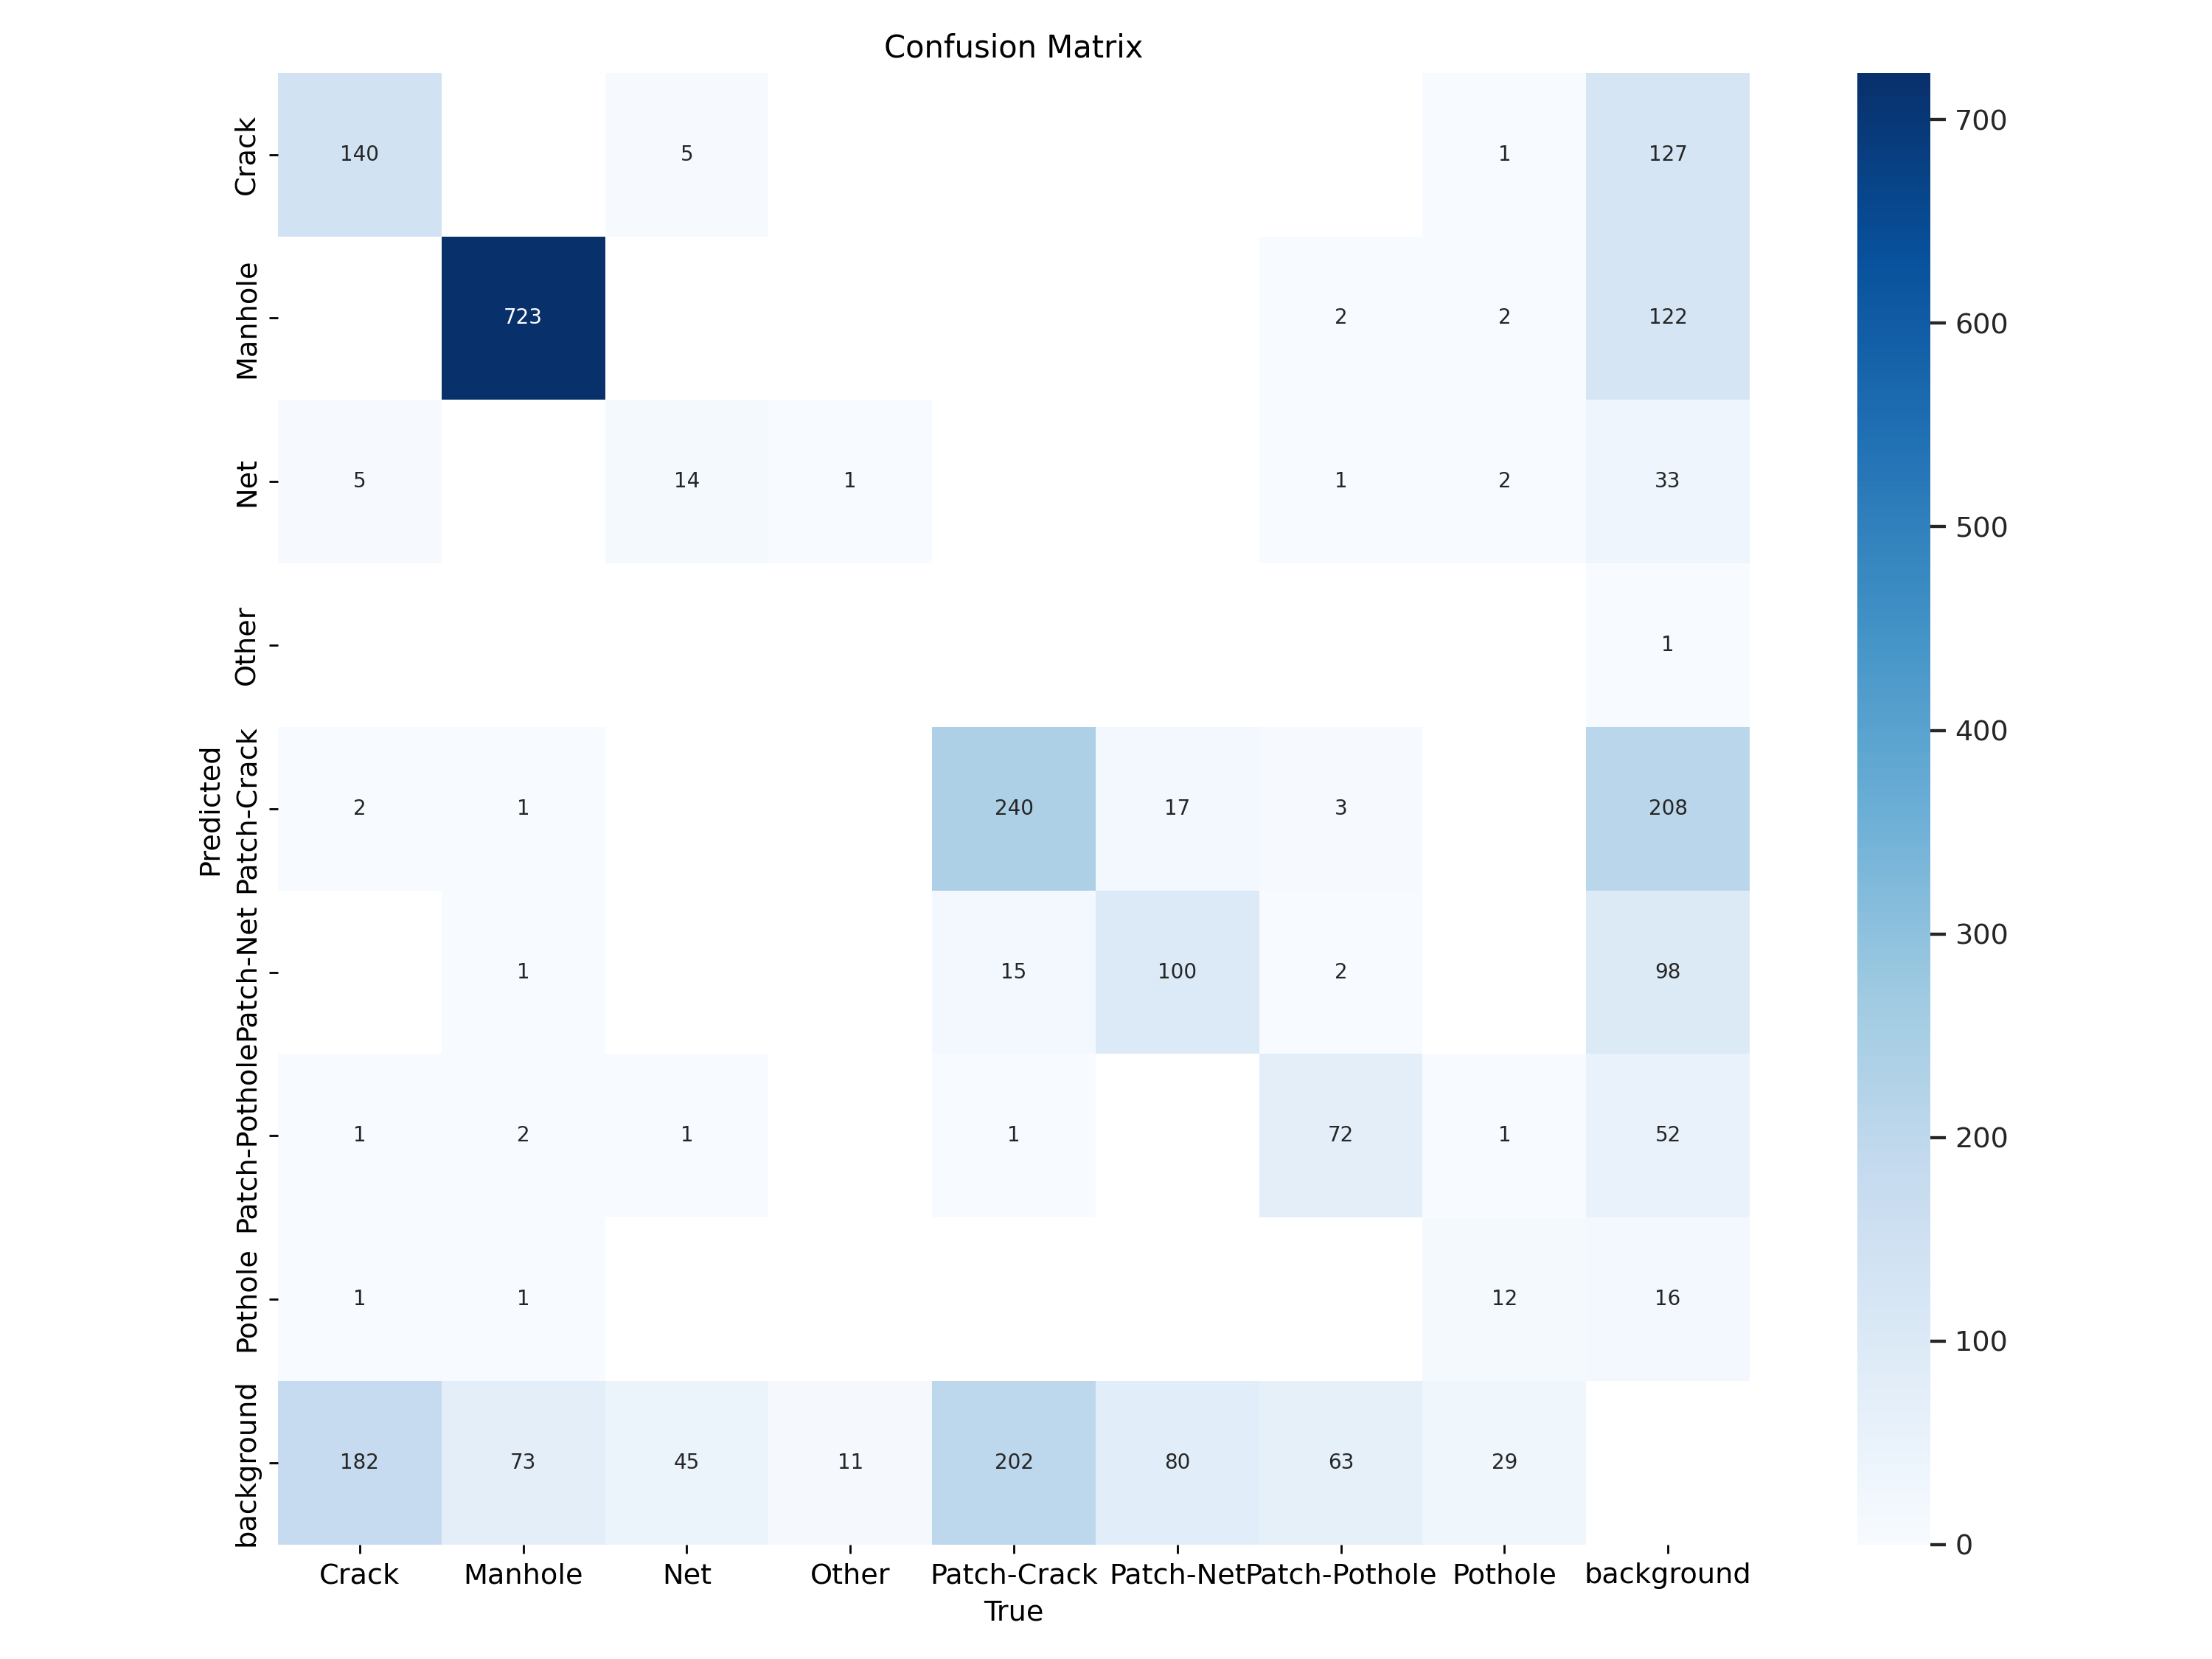 Confusion Matrix
Crack 140 5 1 127
Manhole 723 2 2 122
Net 5 14 1 1 2 33
Other 1
Patch-Crack 2 1 240 17 3 208
Patch-Net 1 15 100 2 98
Patch-Pothole 1 2 1 1 72 1 52
Pothole 1 1 12 16
background 182 73 45 11 202 80 63 29
Predicted
Crack Manhole Net Other Patch-Crack Patch-Net Patch-Pothole Pothole background
True
700
600
500
400
300
200
100
0